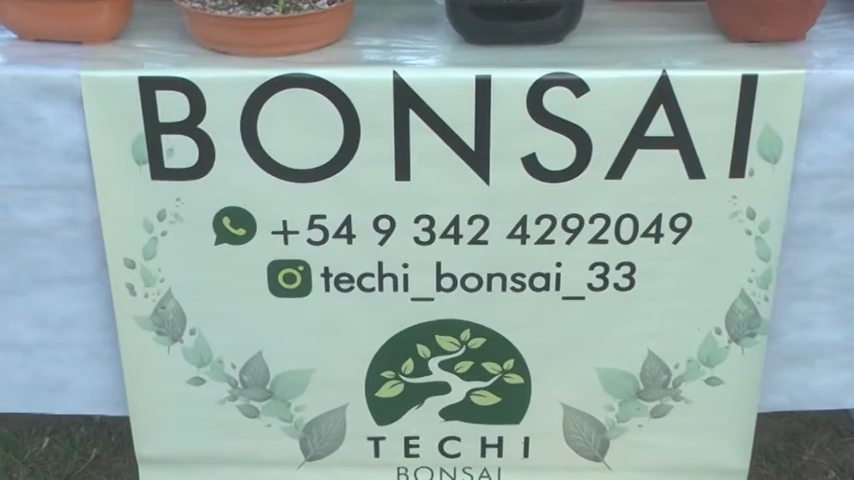 BONSAI
+54 9 342 4292049
techi_bonsai_33
TECHI
BONSAI